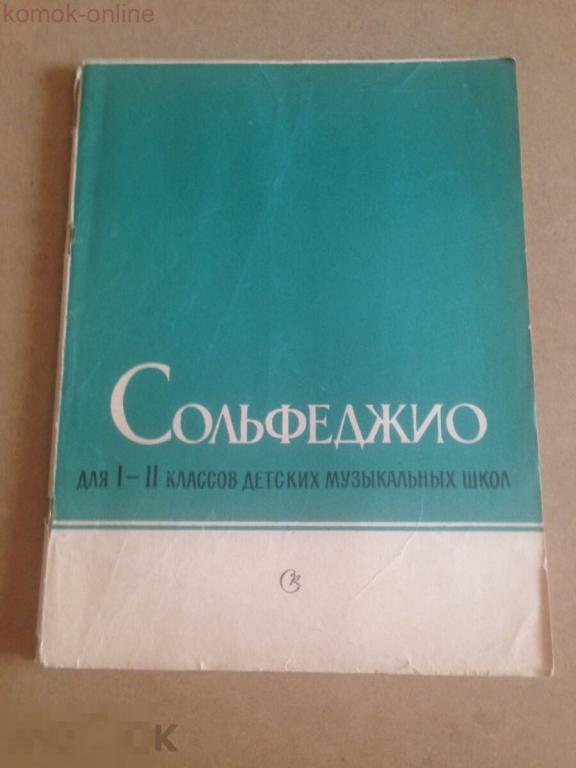 komok-online
Сольфеджио
для I–II классов детских музыкальных школ